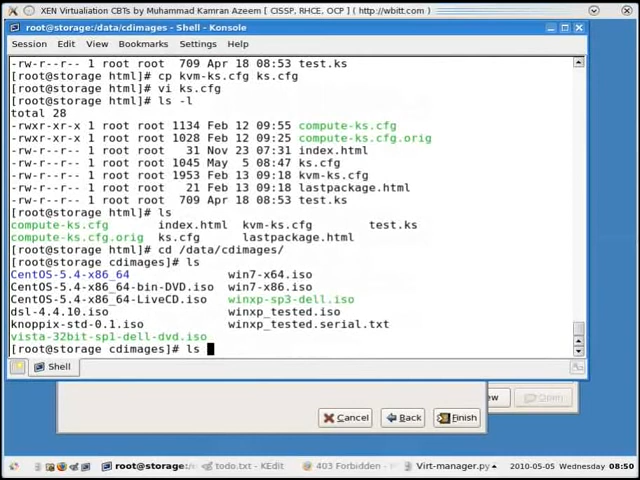 XEN Virtualiation CBTs by Muhammad Kamran Azeem [ CISSP, RHCE, OCP ] (http://wbitt.com)
root@storage:/data/cdimages - Shell - Konsole
Session Edit View Bookmarks Settings Help
-rw-r--r-- 1 root root 709 Apr 18 08:53 test.ks
[root@storage html]# cp kvm-ks.cfg ks.cfg
[root@storage html]# vi ks.cfg
[root@storage html]# ls -l
total 28
-rwxr-xr-x 1 root root 1134 Feb 12 09:55 compute-ks.cfg
-rwxr-xr-x 1 root root 1028 Feb 12 09:25 compute-ks.cfg.orig
-rw-r--r-- 1 root root 31 Nov 23 07:31 index.html
-rw-r--r-- 1 root root 1045 May 5 08:47 ks.cfg
-rw-r--r-- 1 root root 1953 Feb 13 09:18 kvm-ks.cfg
-rw-r--r-- 1 root root 21 Feb 13 09:18 lastpackage.html
-rw-r--r-- 1 root root 709 Apr 18 08:53 test.ks
[root@storage html]# ls
compute-ks.cfg index.html kvm-ks.cfg test.ks
compute-ks.cfg.orig ks.cfg lastpackage.html
[root@storage html]# cd /data/cdimages/
[root@storage cdimages]# ls
CentOS-5.4-x86_64 win7-x64.iso
CentOS-5.4-x86_64-bin-DVD.iso win7-x86.iso
CentOS-5.4-x86_64-LiveCD.iso winxp-sp3-dell.iso
dsl-4.4.10.iso winxp_tested.iso
knoppix-std-0.1.iso winxp_tested.serial.txt
vista-32bit-sp1-dell-dvd.iso
[root@storage cdimages]# ls
Shell
ew Open
Cancel Back Finish
root@storage: todo.txt - KEdit 403 Forbidden - Virt-manager.py 2010-05-05 Wednesday 08:50